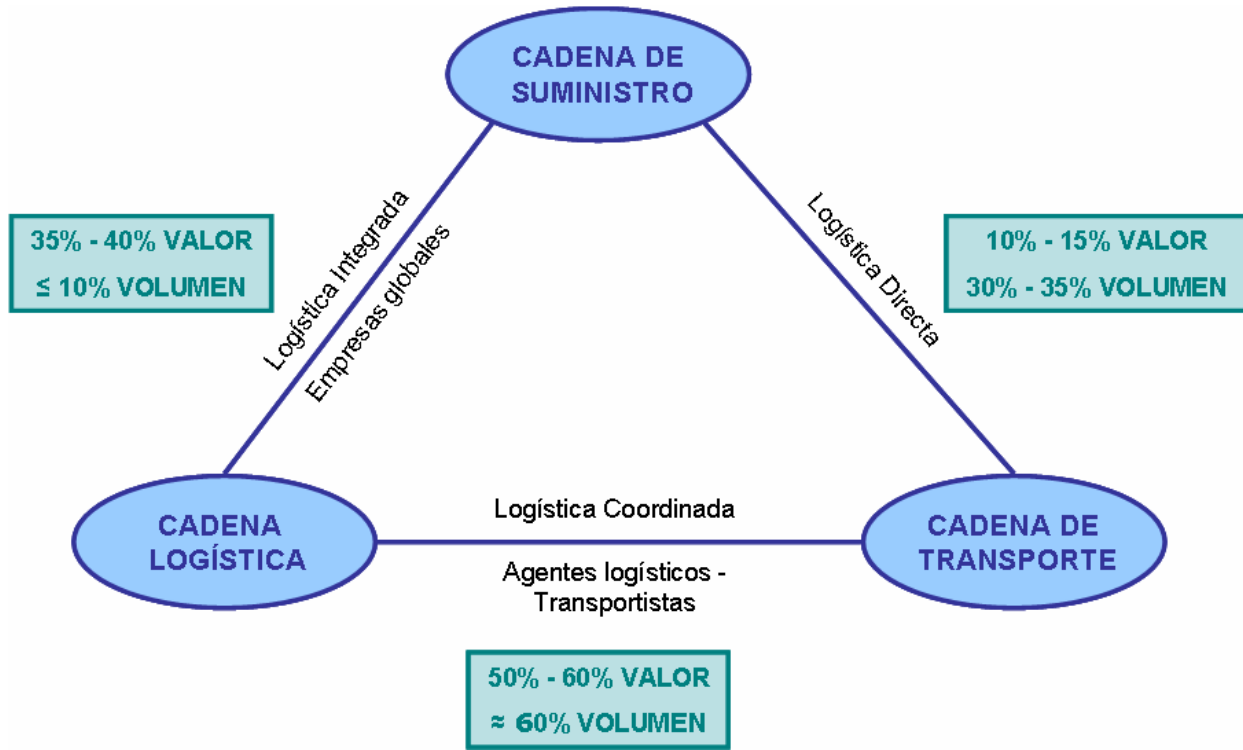 CADENA DE
SUMINISTRO
35% - 40% VALOR
≤ 10% VOLUMEN
Logística Integrada
Empresas globales
Logística Directa
10% - 15% VALOR
30% - 35% VOLUMEN
CADENA
LOGÍSTICA
Logística Coordinada
Agentes logísticos -
Transportistas
CADENA DE
TRANSPORTE
50% - 60% VALOR
≈ 60% VOLUMEN